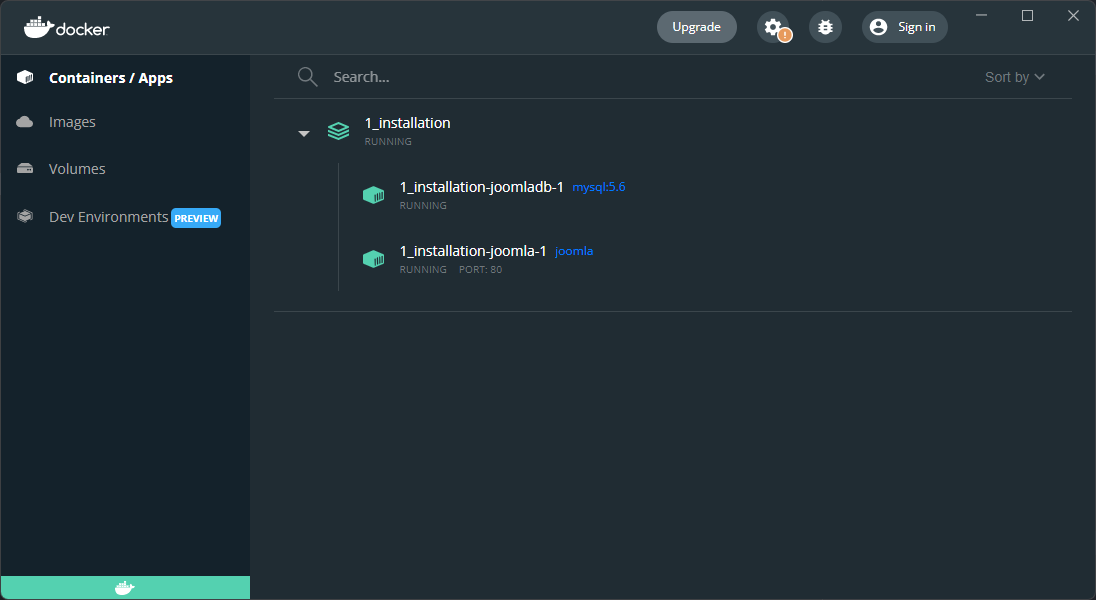 docker
Upgrade
!
Sign in
Containers / Apps
Images
Volumes
Dev Environments PREVIEW
Search...
Sort by
1_installation
RUNNING
1_installation-joomladb-1 mysql:5.6
RUNNING
1_installation-joomla-1 joomla
RUNNING PORT: 80